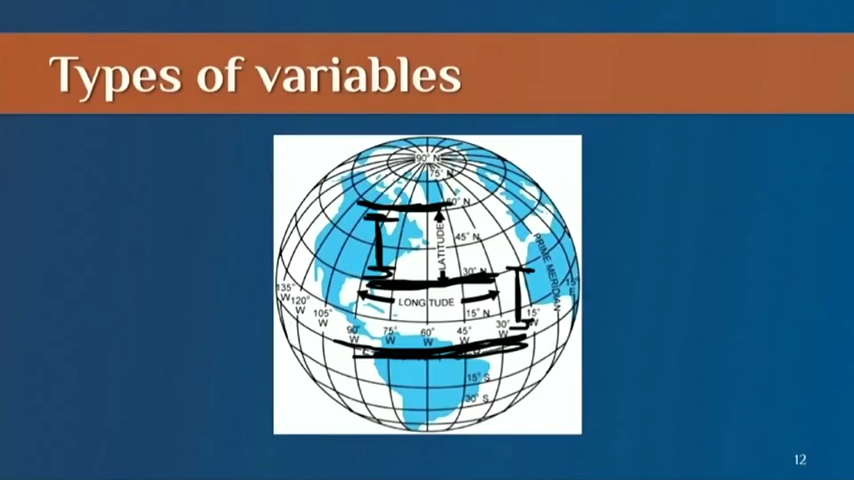 Types of variables
90° N
75° N
60° N
45° N
LATITUDE
PRIME MERIDIAN
30° N
135° W
120° W
105° W
LONGITUDE
15° E
15° N
90° W
75° W
60° W
45° W
30° W
15° W
15° S
30° S
12